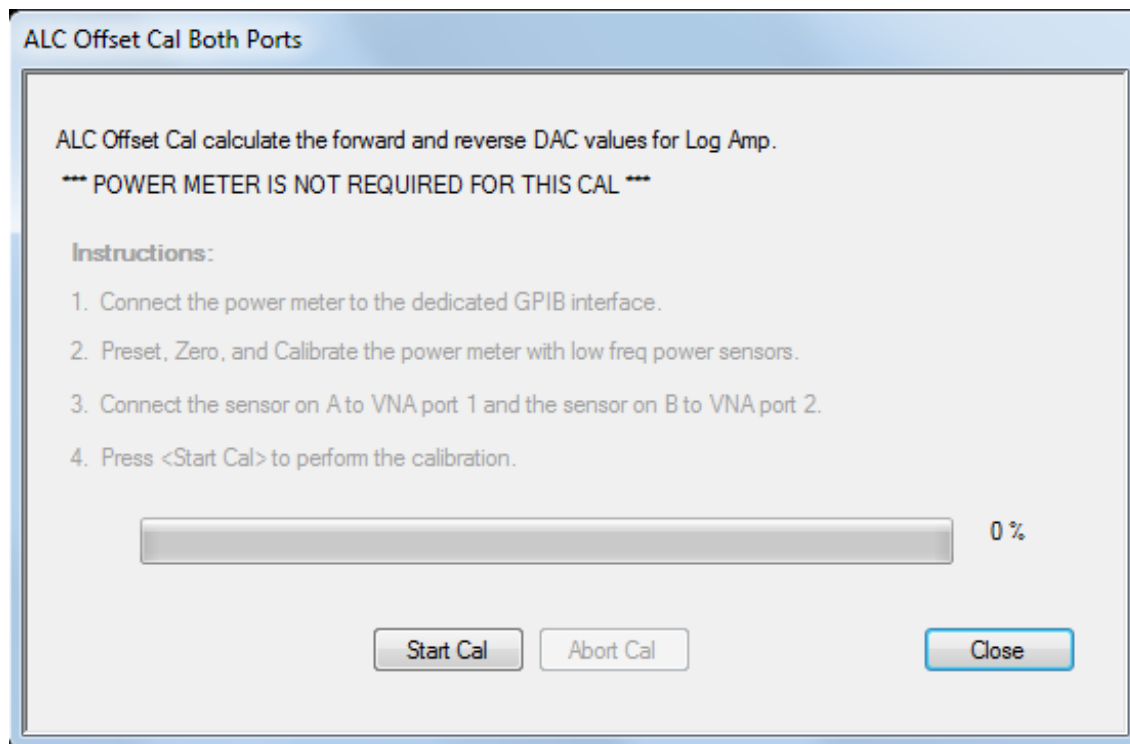 ALC Offset Cal Both Ports
ALC Offset Cal calculate the forward and reverse DAC values for Log Amp.
*** POWER METER IS NOT REQUIRED FOR THIS CAL ***
Instructions:
1. Connect the power meter to the dedicated GPIB interface.
2. Preset, Zero, and Calibrate the power meter with low freq power sensors.
3. Connect the sensor on A to VNA port 1 and the sensor on B to VNA port 2.
4. Press <Start Cal> to perform the calibration.
0 %
Start Cal Abort Cal Close